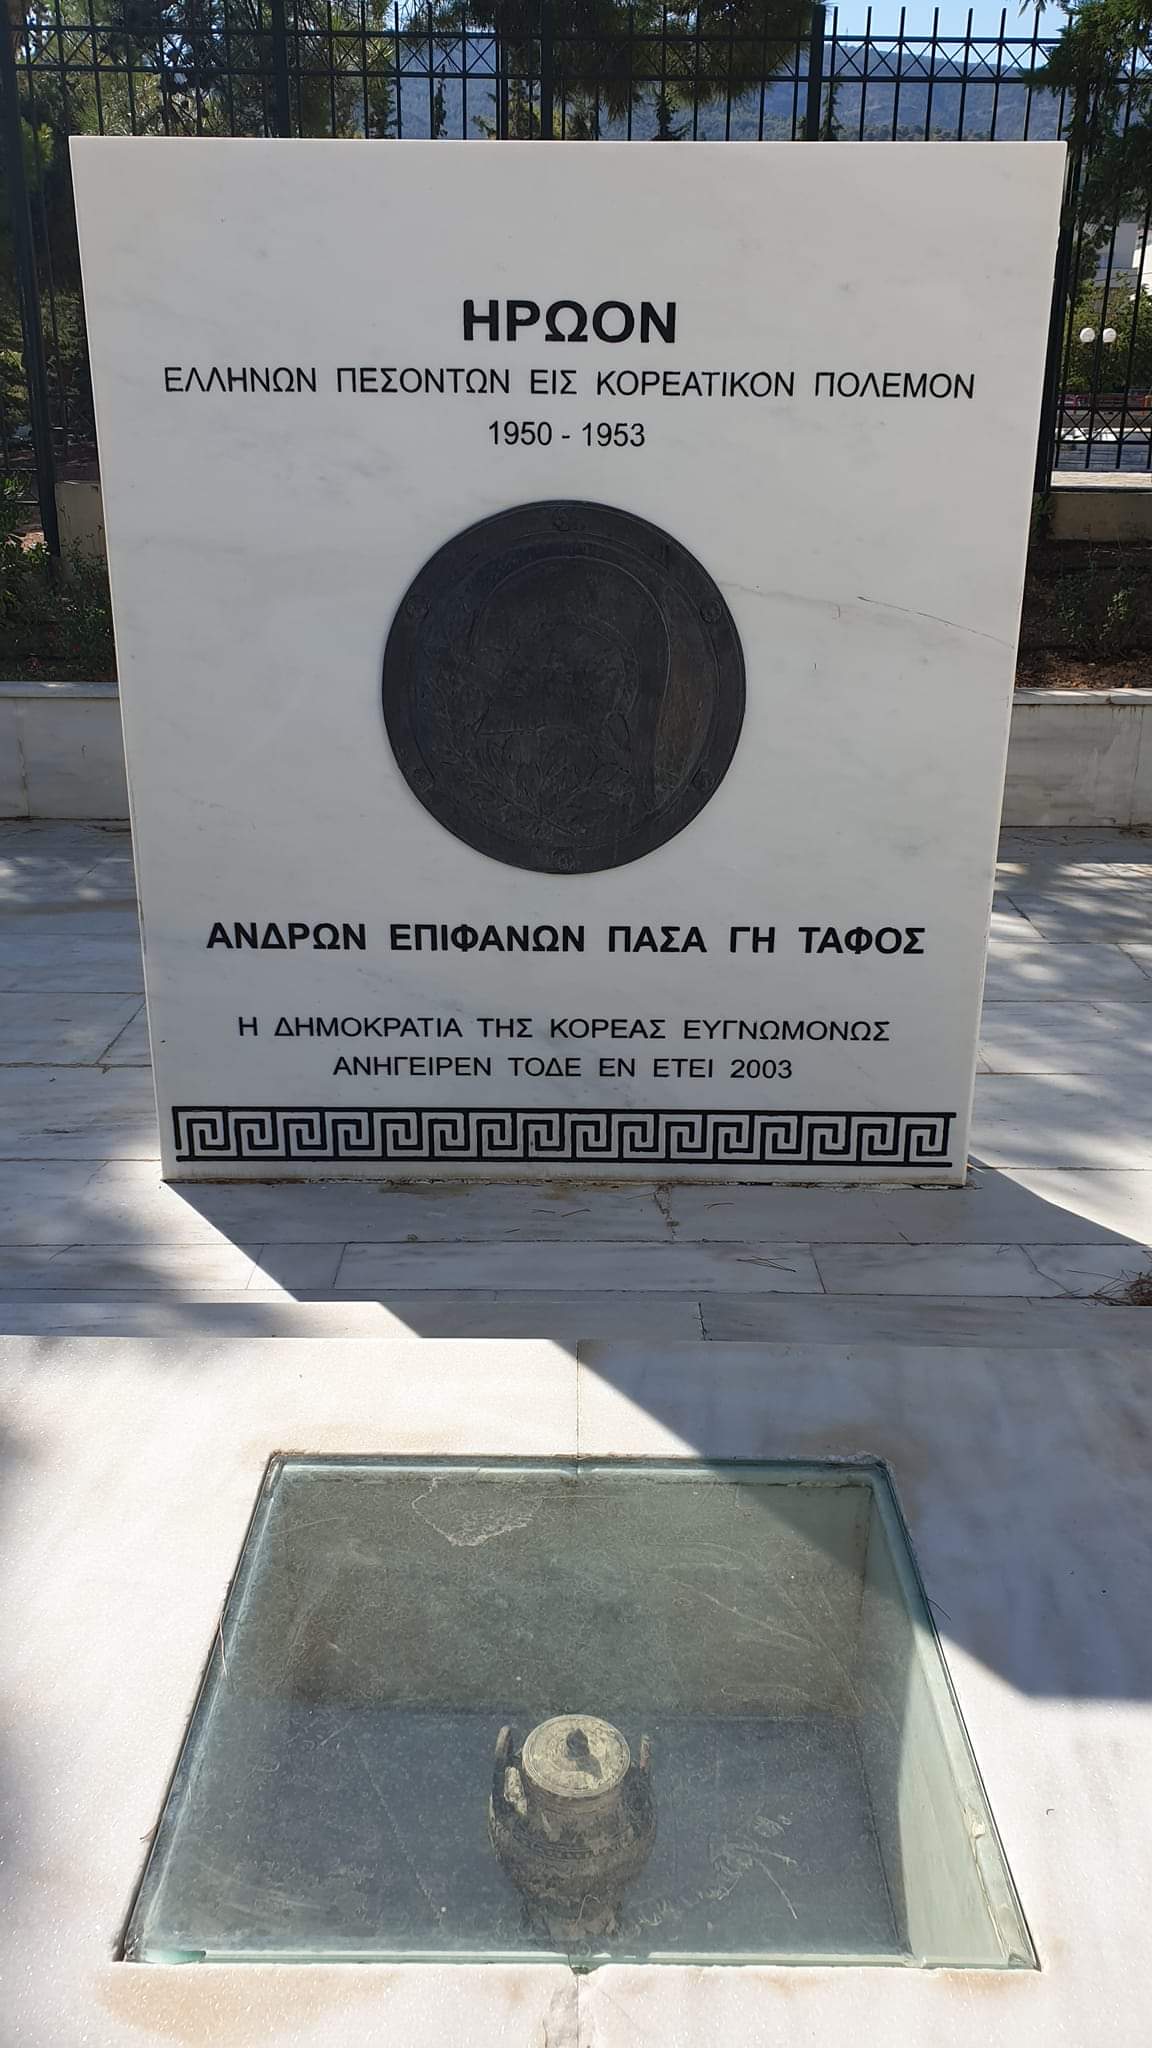 ΗΡΩΟΝ
ΕΛΛΗΝΩΝ ΠΕΣΟΝΤΩΝ ΕΙΣ ΚΟΡΕΑΤΙΚΟΝ ΠΟΛΕΜΟΝ
1950 - 1953
ΑΝΔΡΩΝ ΕΠΙΦΑΝΩΝ ΠΑΣΑ ΓΗ ΤΑΦΟΣ
Η ΔΗΜΟΚΡΑΤΙΑ ΤΗΣ ΚΟΡΕΑΣ ΕΥΓΝΩΜΟΝΩΣ
ΑΝΗΓΕΙΡΕΝ ΤΟΔΕ ΕΝ ΕΤΕΙ 2003